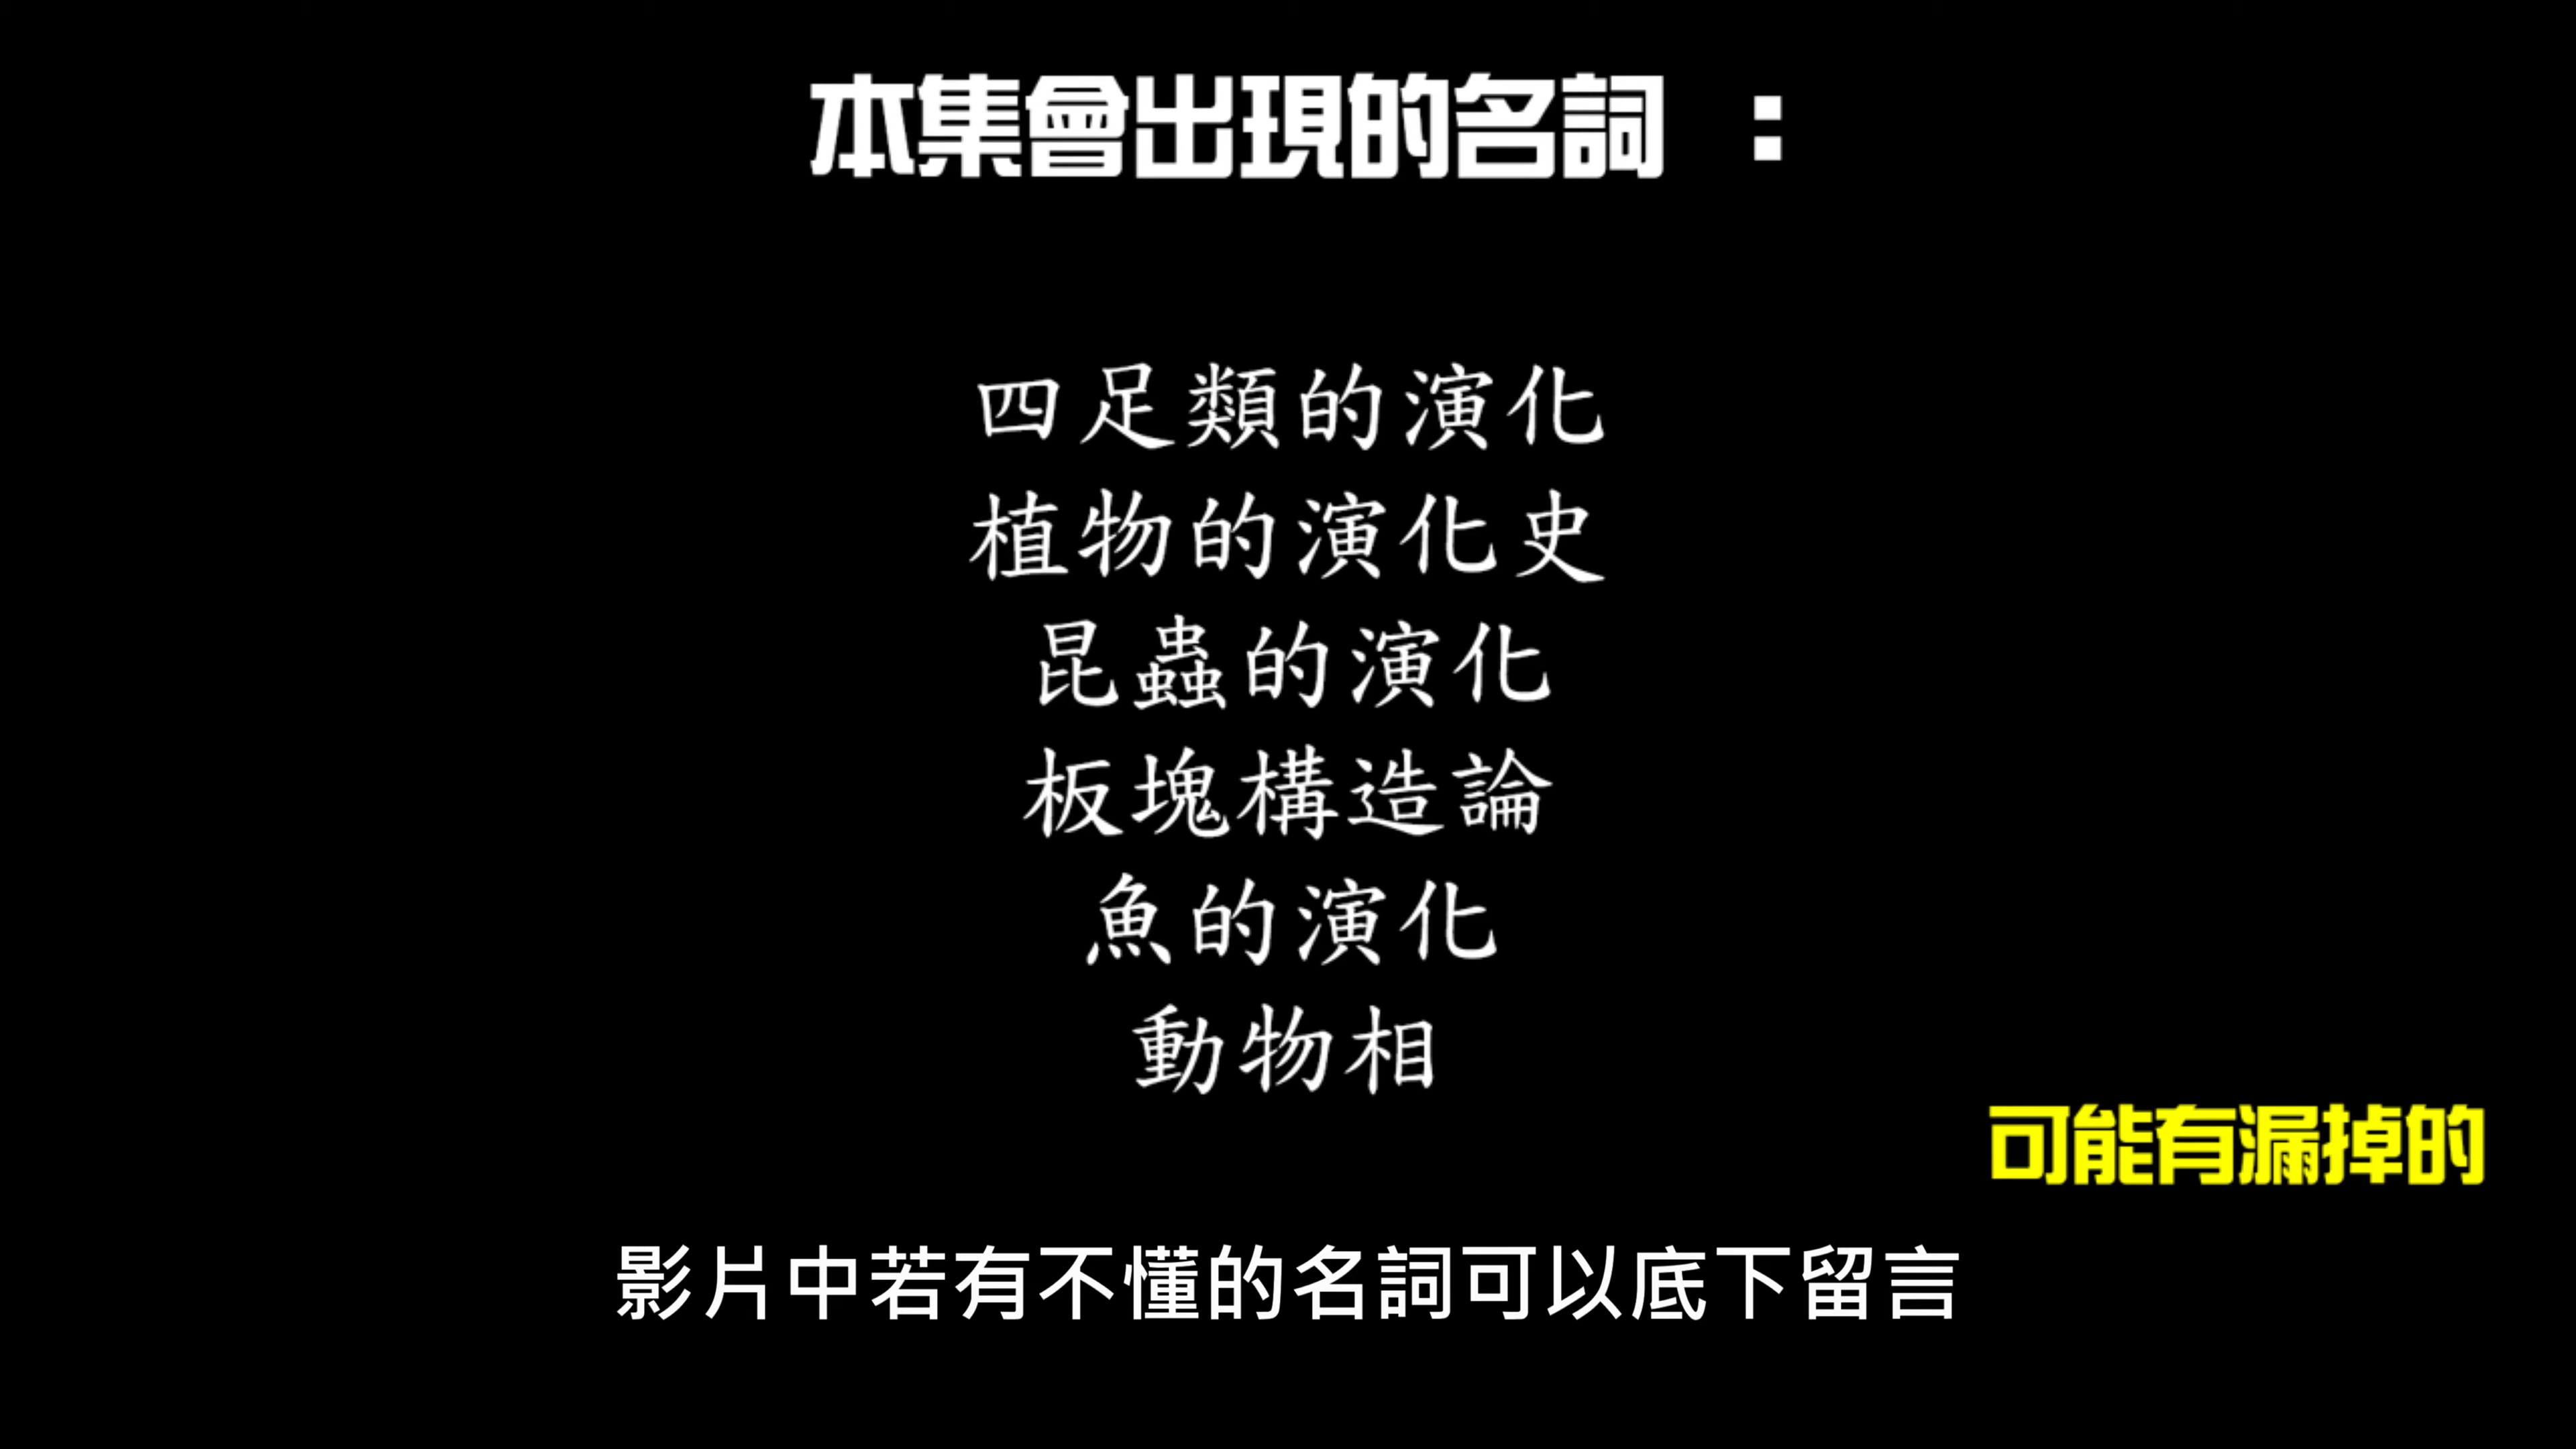 本集會出現的名詞 ：
四足類的演化
植物的演化史
昆蟲的演化
板塊構造論
魚的演化
動物相
可能有漏掉的
影片中若有不懂的名詞可以底下留言